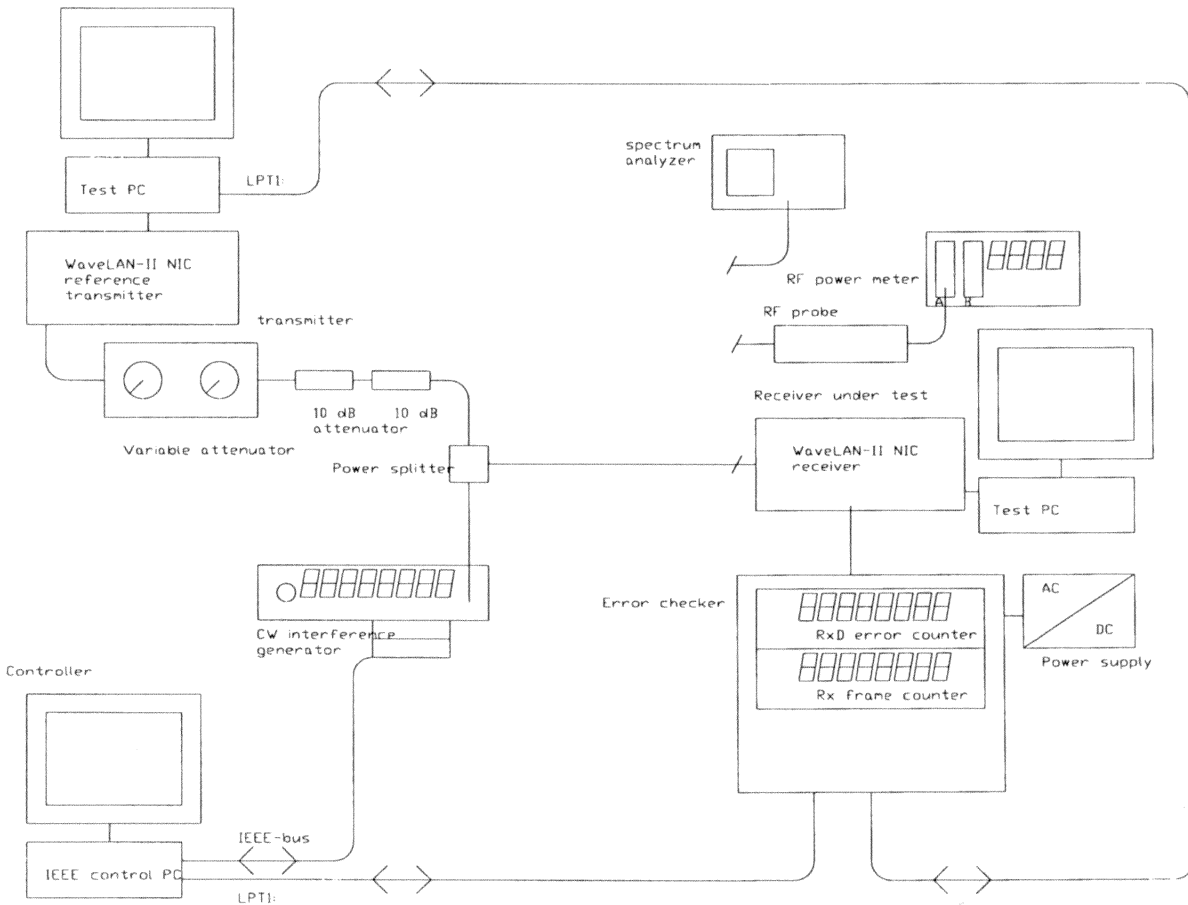 spectrum
analyzer
Test PC
LPT1:
WaveLAN-II NIC
reference
transmitter
RF power meter
A B
RF probe
transmitter
10 dB 10 dB
attenuator
Variable attenuator
Power splitter
Receiver under test
WaveLAN-II NIC
receiver
Test PC
Error checker
RxD error counter
Rx frame counter
AC
DC
Power supply
CW interference
generator
Controller
IEEE-bus
IEEE control PC
LPT1: